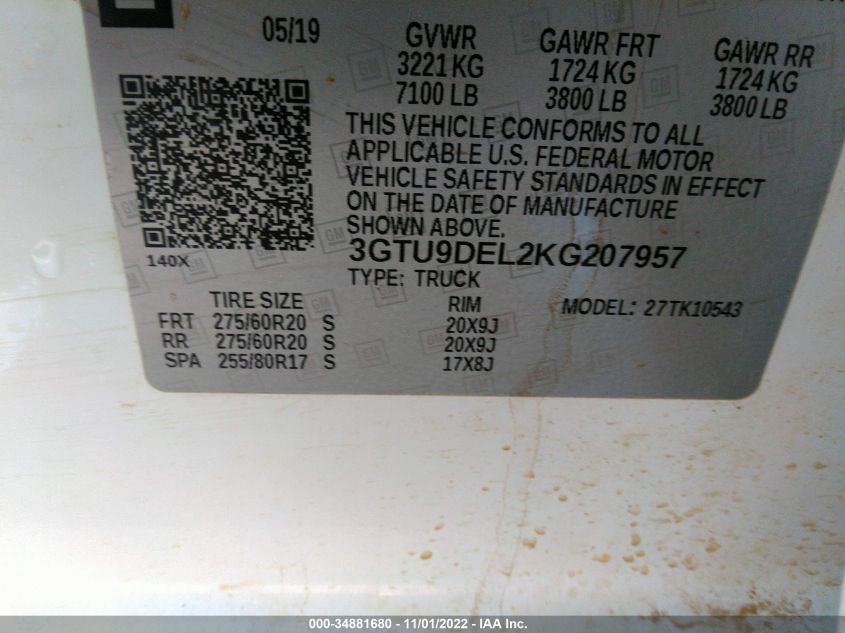 05/19 GVWR GAWR FRT GAWR RR
3221 KG 1724 KG 1724 KG
7100 LB 3800 LB 3800 LB
THIS VEHICLE CONFORMS TO ALL
APPLICABLE U.S. FEDERAL MOTOR
VEHICLE SAFETY STANDARDS IN EFFECT
ON THE DATE OF MANUFACTURE
SHOWN ABOVE.
140X 3GTU9DEL2KG207957
TYPE: TRUCK
TIRE SIZE RIM MODEL: 27TK10543
FRT 275/60R20 S 20X9J
RR 275/60R20 S 20X9J
SPA 255/80R17 S 17X8J
000-34881680 - 11/01/2022 - IAA Inc.